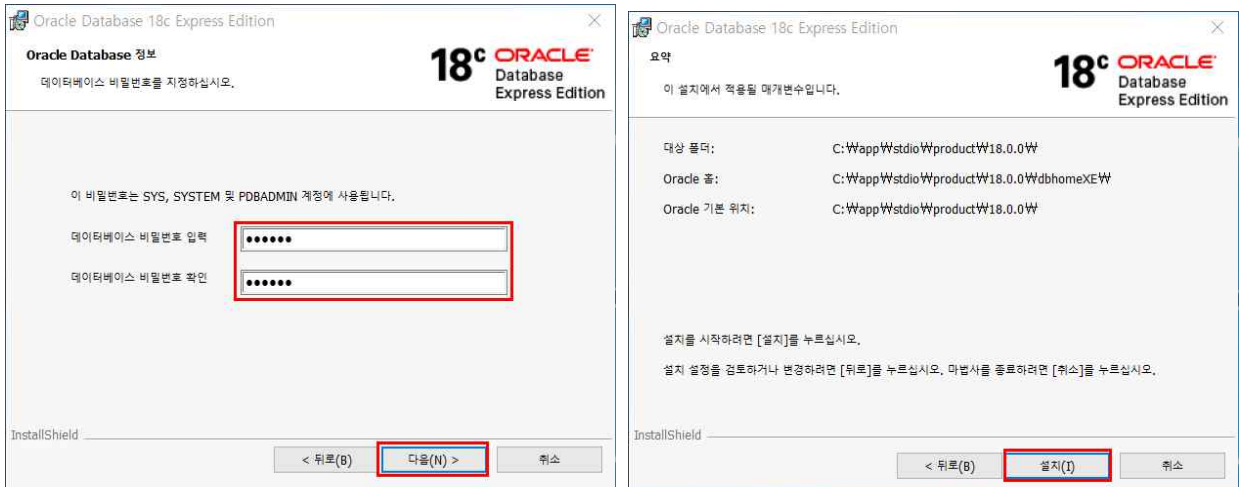 Oracle Database 18c Express Edition
Oracle Database 정보
데이터베이스 비밀번호를 지정하십시오.
18c ORACLE
Database
Express Edition
이 비밀번호는 SYS, SYSTEM 및 PDBADMIN 계정에 사용됩니다.
데이터베이스 비밀번호 입력 ●●●●●●
데이터베이스 비밀번호 확인 ●●●●●●
InstallShield
< 뒤로(B) 다음(N) > 취소
Oracle Database 18c Express Edition
요약
이 설치에서 적용될 매개변수입니다.
18c ORACLE
Database
Express Edition
대상 폴더: C:₩app₩stdio₩product₩18.0.0₩
Oracle 홈: C:₩app₩stdio₩product₩18.0.0₩dbhomeXE₩
Oracle 기본 위치: C:₩app₩stdio₩product₩18.0.0₩
설치를 시작하려면 [설치]를 누르십시오.
설치 설정을 검토하거나 변경하려면 [뒤로]를 누르십시오. 마법사를 종료하려면 [취소]를 누르십시오.
InstallShield
< 뒤로(B) 설치(I) 취소